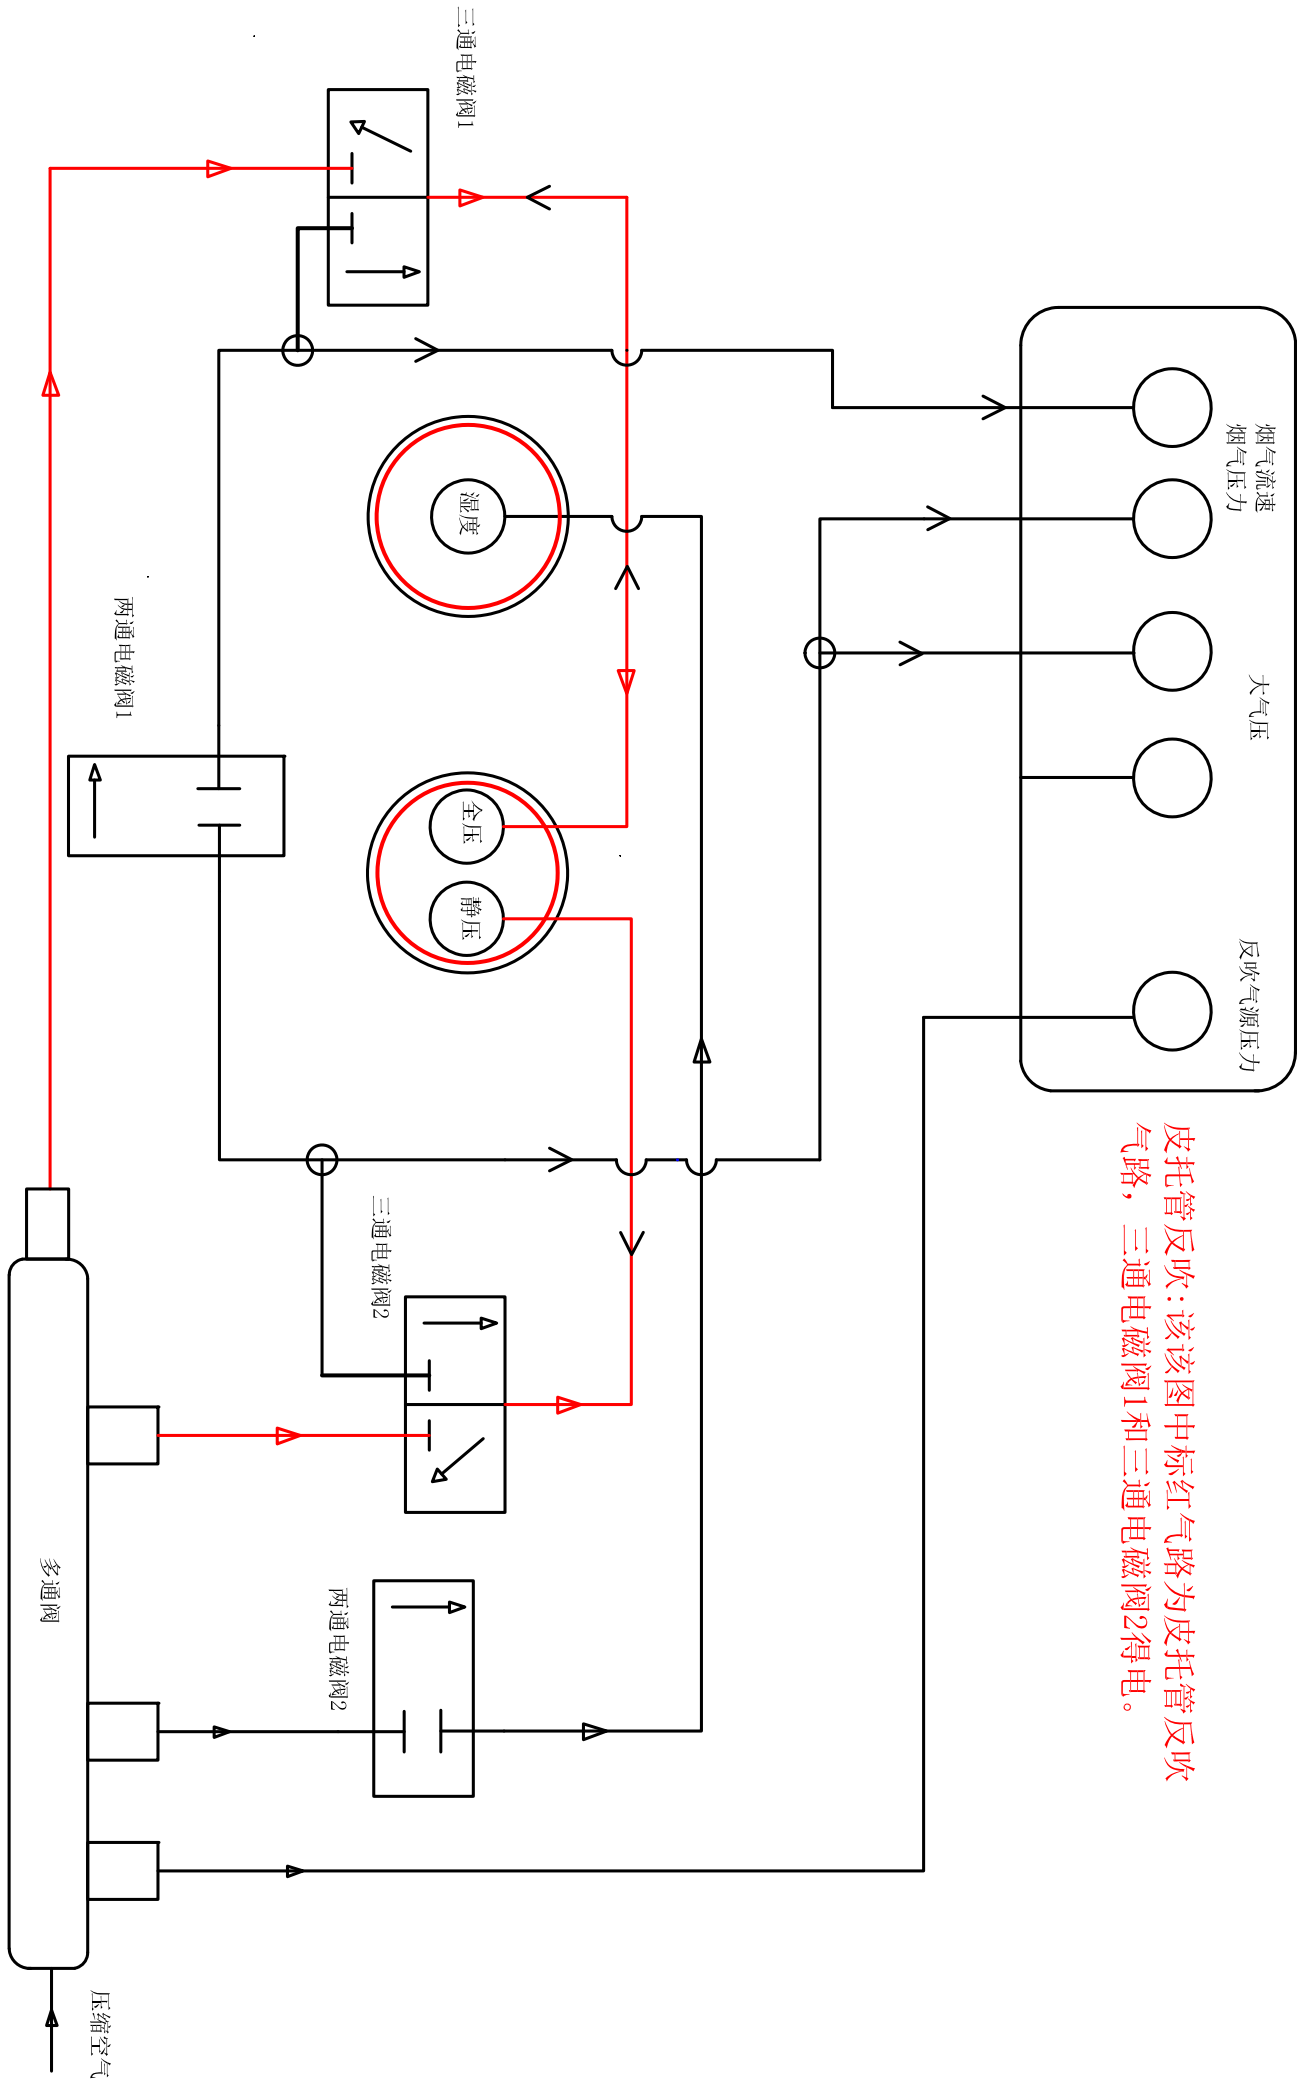 三通电磁阀1
烟气流速
烟气压力
湿度
大气压
两通电磁阀1
全压
静压
反吹气源压力
皮托管反吹:该该图中标红气路为皮托管反吹
气路，三通电磁阀1和三通电磁阀2得电。
三通电磁阀2
多通阀
两通电磁阀2
压缩空气